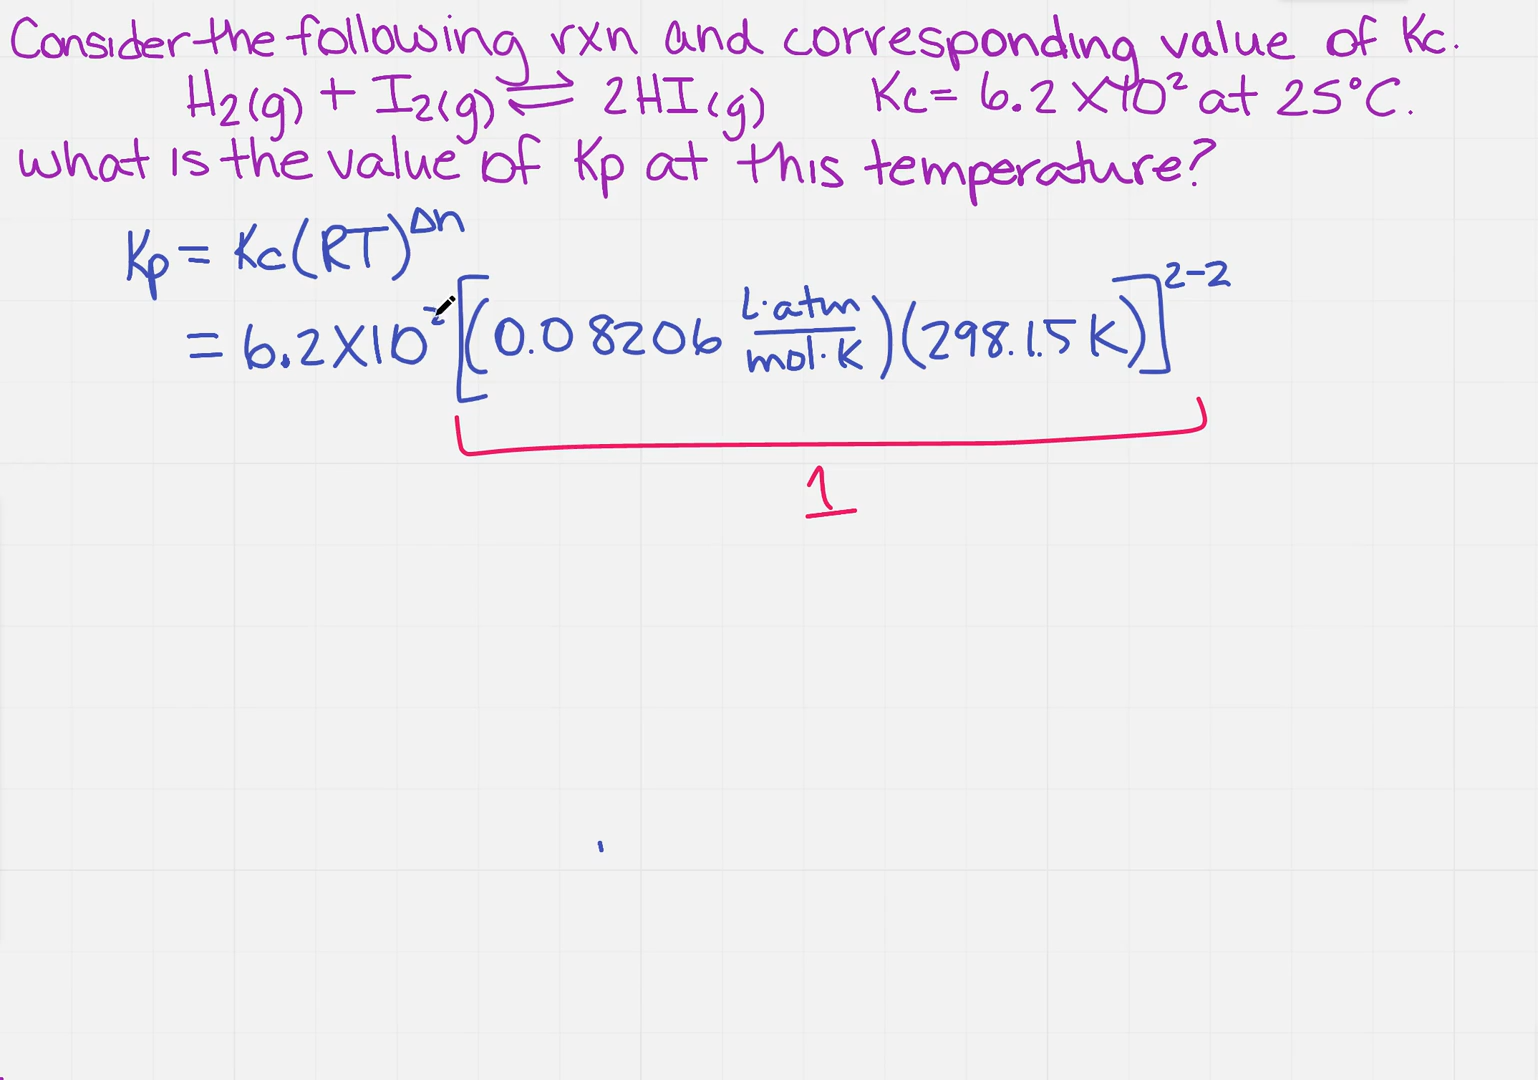 Consider the following rxn and corresponding value of Kc.
H₂(g) + I₂(g) ⇌ 2HI(g) Kc = 6.2 X 10² at 25°C.
what is the value of Kp at this temperature?
Kp = Kc(RT)^Δn
= 6.2X10² [(0.08206 L·atm/mol·K)(298.15K)]^2-2
1